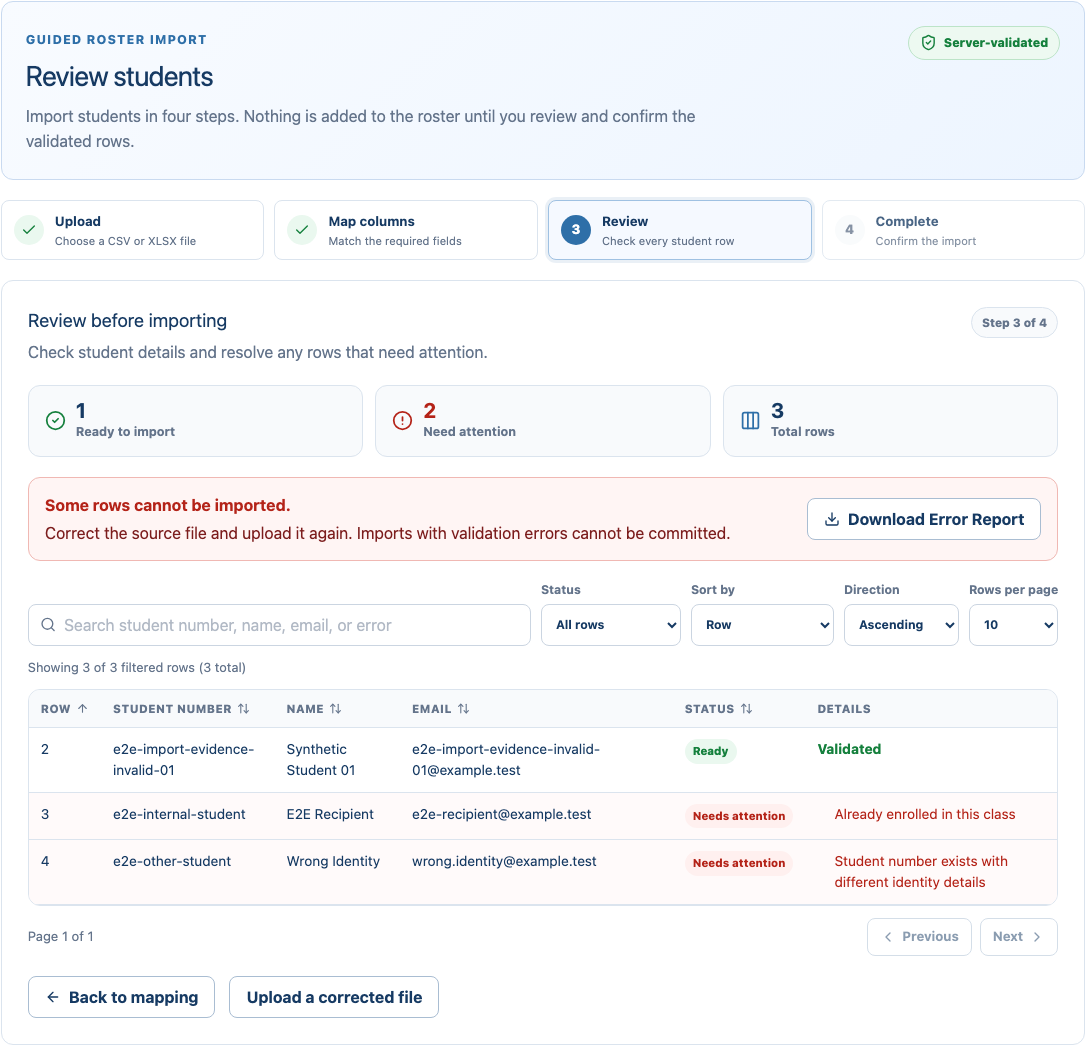 GUIDED ROSTER IMPORT
Server-validated
Review students
Import students in four steps. Nothing is added to the roster until you review and confirm the
validated rows.
Upload
Choose a CSV or XLSX file
Map columns
Match the required fields
3
Review
Check every student row
4
Complete
Confirm the import
Review before importing
Step 3 of 4
Check student details and resolve any rows that need attention.
1
Ready to import
2
Need attention
3
Total rows
Some rows cannot be imported.
Correct the source file and upload it again. Imports with validation errors cannot be committed.
Download Error Report
Search student number, name, email, or error
Status
All rows
Sort by
Row
Direction
Ascending
Rows per page
10
Showing 3 of 3 filtered rows (3 total)
ROW STUDENT NUMBER NAME EMAIL STATUS DETAILS
2 e2e-import-evidence- Synthetic e2e-import-evidence-invalid- Ready Validated
invalid-01 Student 01 01@example.test
3 e2e-internal-student E2E Recipient e2e-recipient@example.test Needs attention Already enrolled in this class
4 e2e-other-student Wrong Identity wrong.identity@example.test Needs attention Student number exists with
different identity details
Page 1 of 1
Previous
Next
Back to mapping
Upload a corrected file